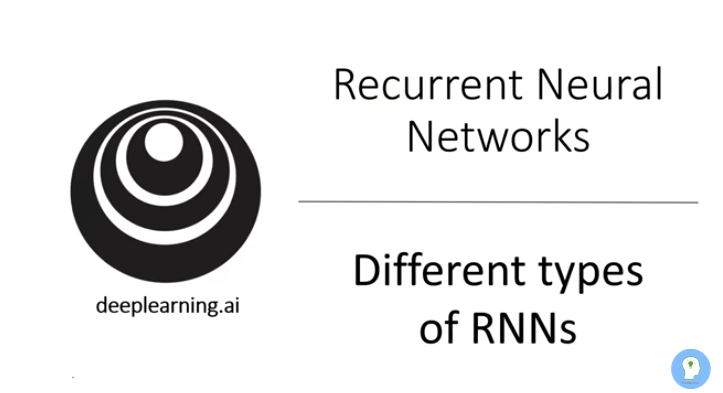 Recurrent Neural
Networks
deeplearning.ai
Different types
of RNNs